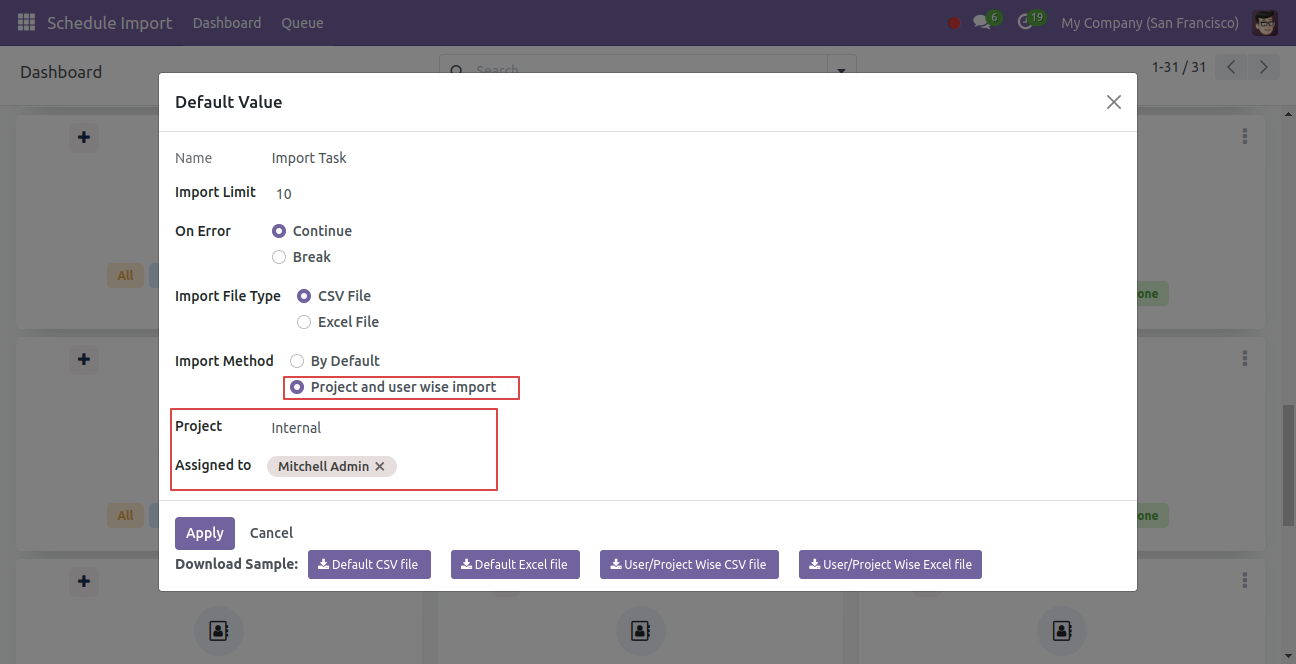 Schedule Import Dashboard Queue 6 19 My Company (San Francisco)
Dashboard Search 1-31 / 31
Default Value
Name Import Task
Import Limit 10
On Error Continue
Break
Import File Type CSV File
Excel File
Import Method By Default
Project and user wise import
Project Internal
Assigned to Mitchell Admin
Apply Cancel
Download Sample: Default CSV file Default Excel file User/Project Wise CSV file User/Project Wise Excel file
All one
All one